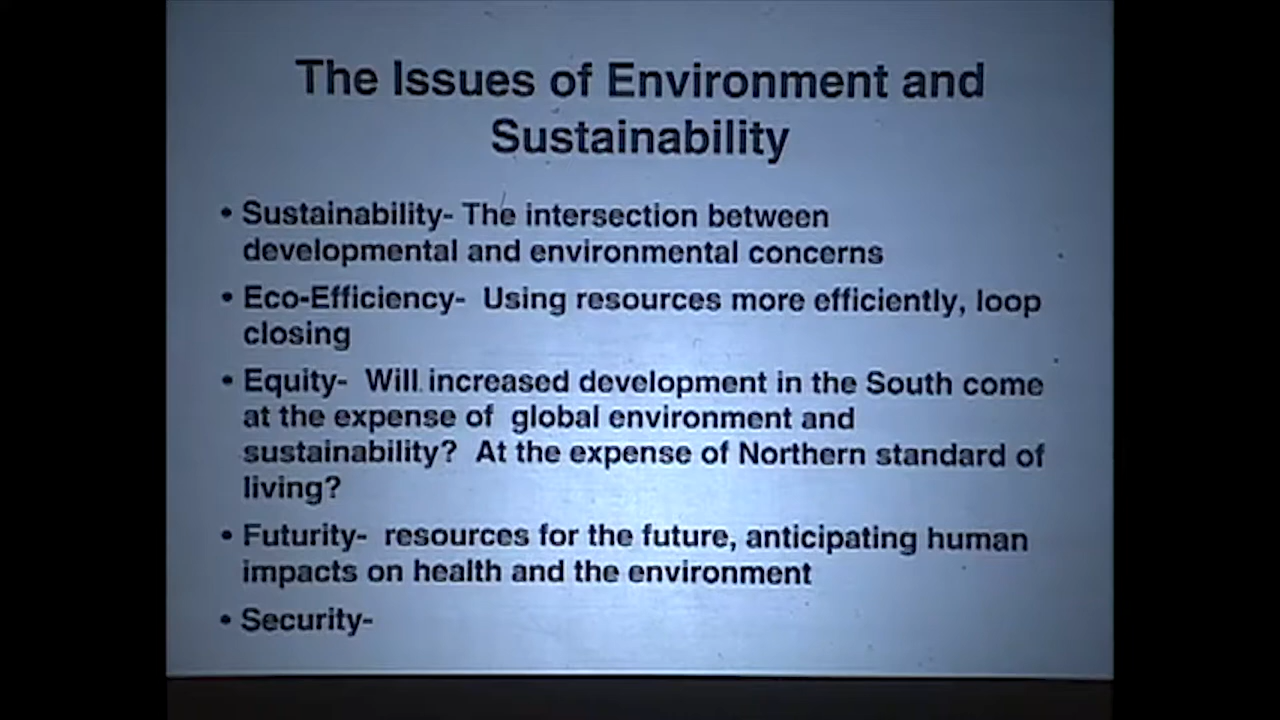 The Issues of Environment and
Sustainability
• Sustainability- The intersection between
developmental and environmental concerns
• Eco-Efficiency- Using resources more efficiently, loop
closing
• Equity- Will increased development in the South come
at the expense of global environment and
sustainability? At the expense of Northern standard of
living?
• Futurity- resources for the future, anticipating human
impacts on health and the environment
• Security-